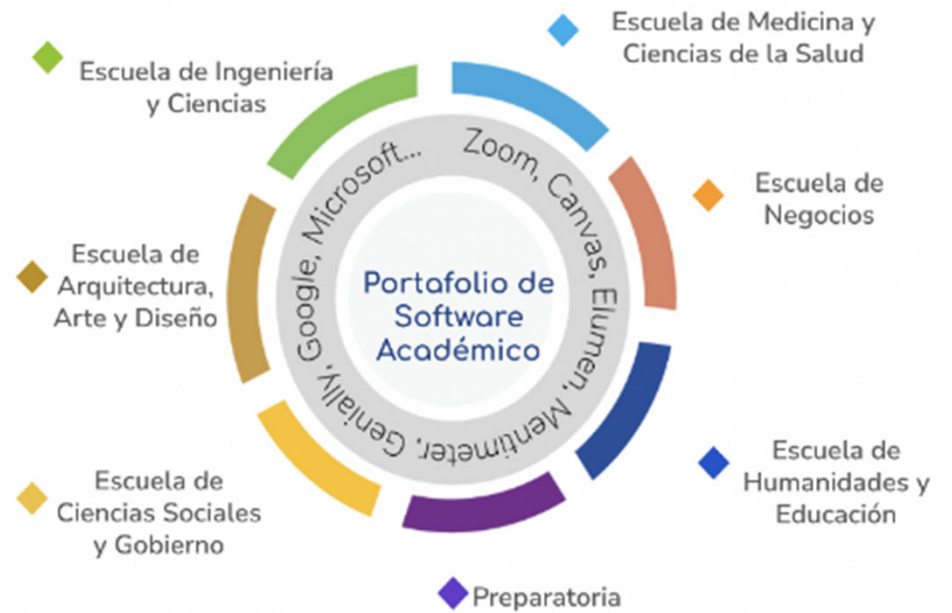 Escuela de Medicina y
Ciencias de la Salud
Escuela de Ingeniería
y Ciencias
Escuela de
Negocios
Escuela de
Arquitectura,
Arte y Diseño
Zoom, Canvas, Elumen, Mentimeter, Genially, Google, Microsoft...
Portafolio de
Software
Académico
Escuela de
Humanidades y
Educación
Escuela de
Ciencias Sociales
y Gobierno
Preparatoria